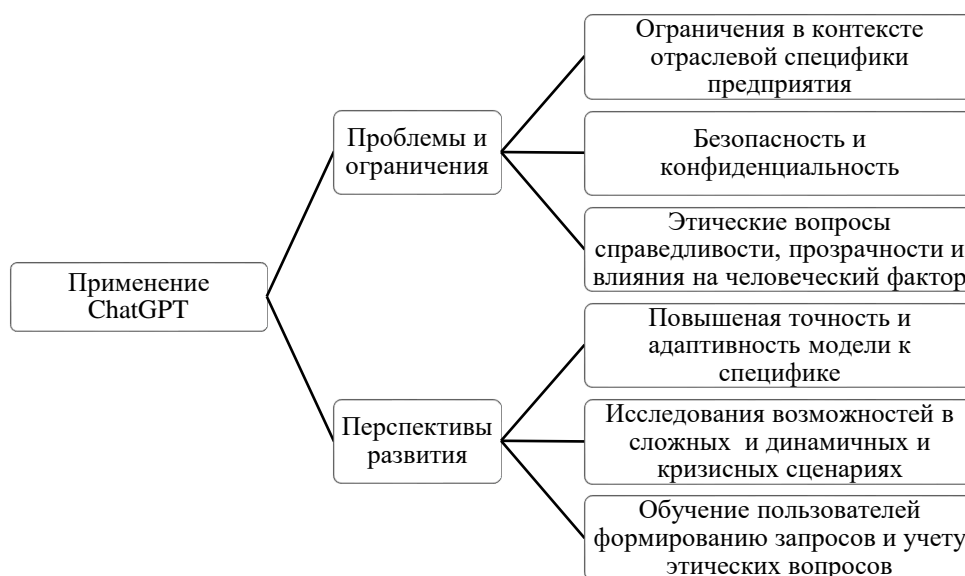 Применение
ChatGPT
Проблемы и
ограничения
Ограничения в контексте
отраслевой специфики
предприятия
Безопасность и
конфиденциальность
Этические вопросы
справедливости, прозрачности и
влияния на человеческий фактор
Перспективы
развития
Повышеная точность и
адаптивность модели к
специфике
Исследования возможностей в
сложных  и динамичных и
кризисных сценариях
Обучение пользователей
формированию запросов и учету
этических вопросов